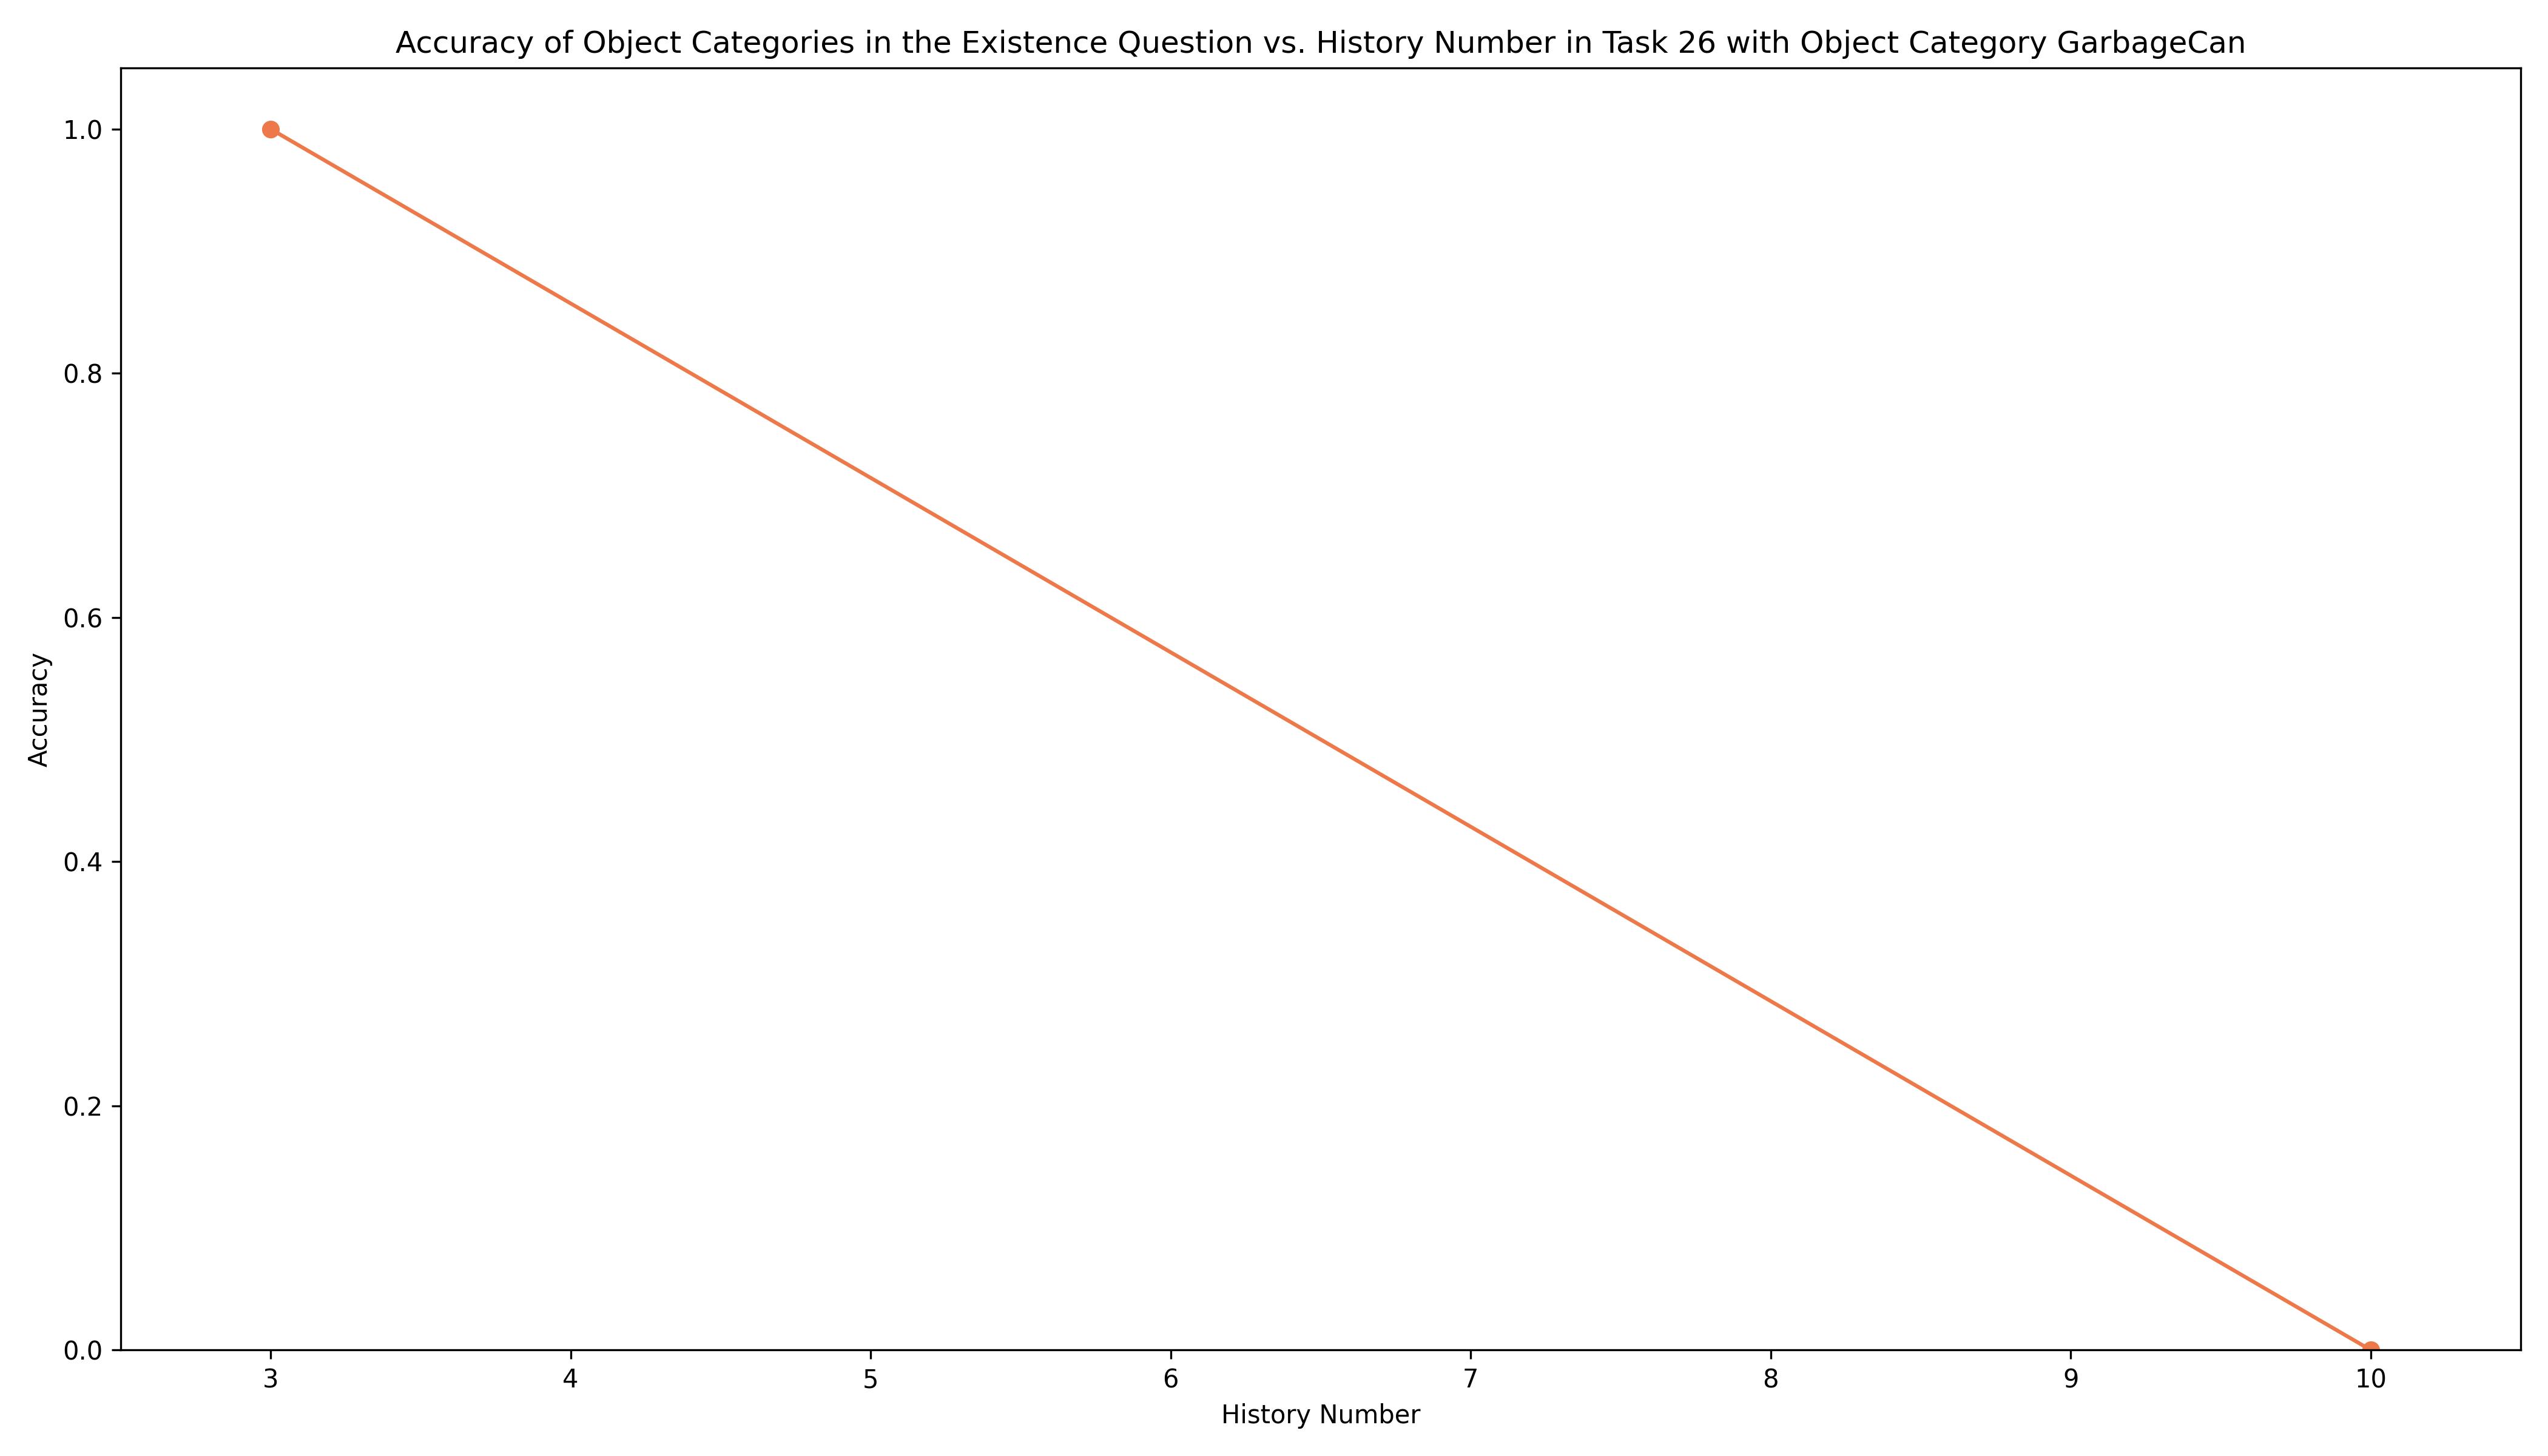 Accuracy of Object Categories in the Existence Question vs. History Number in Task 26 with Object Category GarbageCan
1.0
0.8
0.6
0.4
0.2
0.0
Accuracy
3 4 5 6 7 8 9 10
History Number